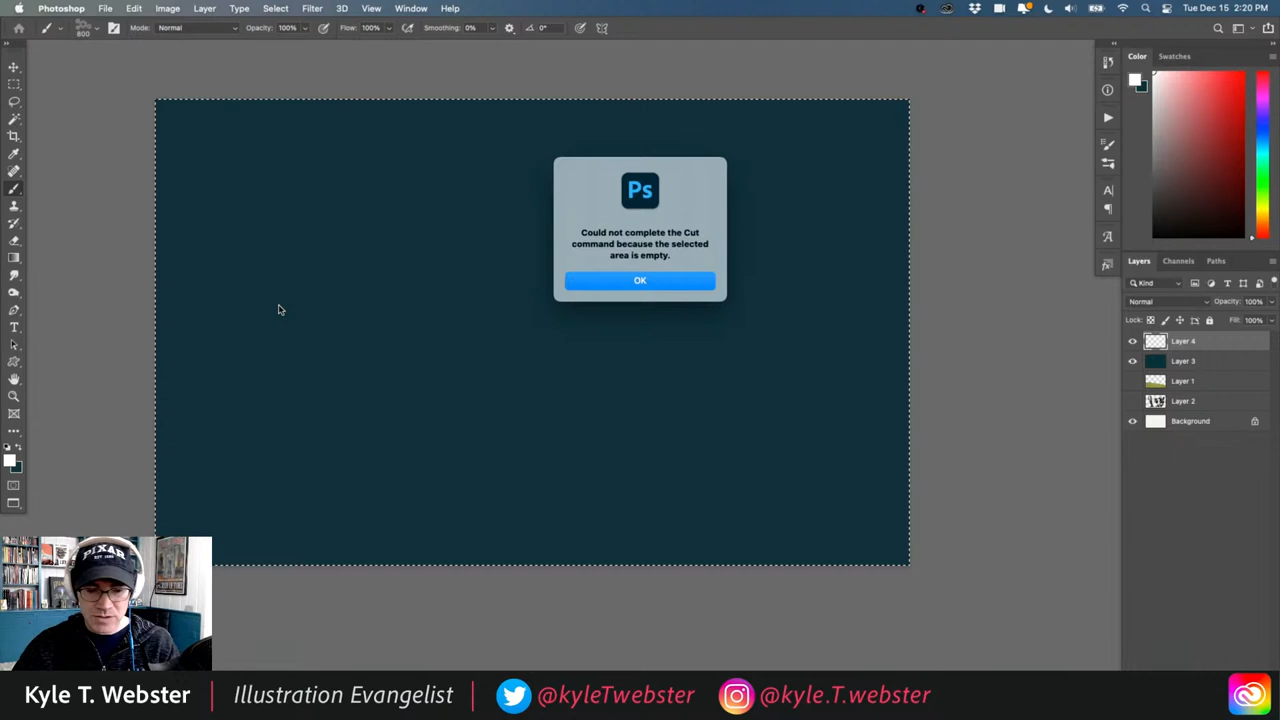 Photoshop File Edit Image Layer Type Select Filter 3D View Window Help Tue Dec 15 2:20 PM
800 Mode: Normal Opacity: 100% Flow: 100% Smoothing: 0% 0°
Color Swatches
Ps
Could not complete the Cut
command because the selected
area is empty.
OK
Layers Channels Paths
Kind
Normal Opacity: 100%
Lock: Fill: 100%
Layer 4
Layer 3
Layer 1
Layer 2
Background
PIXAR
Kyle T. Webster | Illustration Evangelist | @kyleTwebster @kyle.T.webster